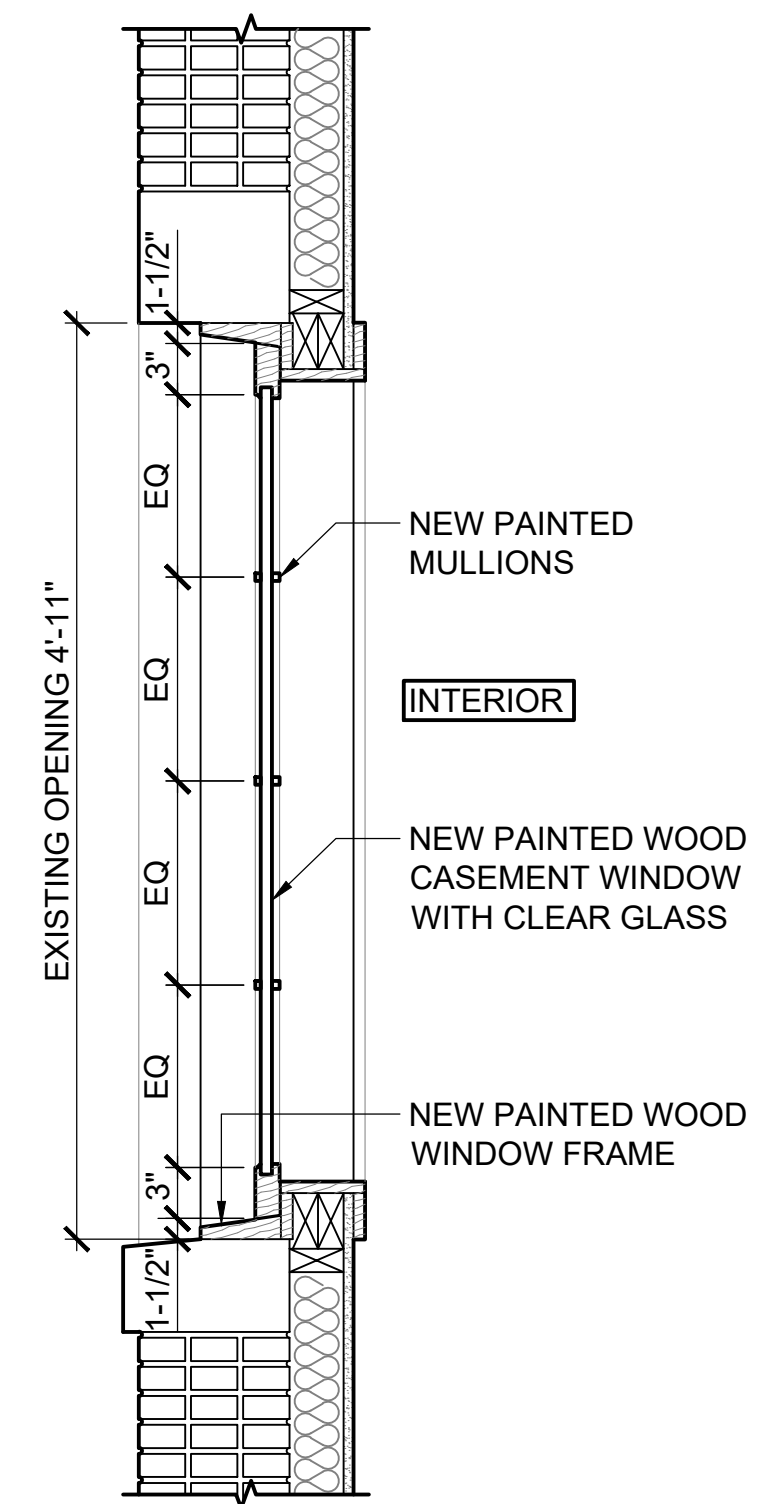 1-1/2"
3"
EQ
NEW PAINTED
MULLIONS
EXISTING OPENING 4'-11"
EQ
INTERIOR
EQ
NEW PAINTED WOOD
CASEMENT WINDOW
WITH CLEAR GLASS
EQ
NEW PAINTED WOOD
WINDOW FRAME
3"
1-1/2"